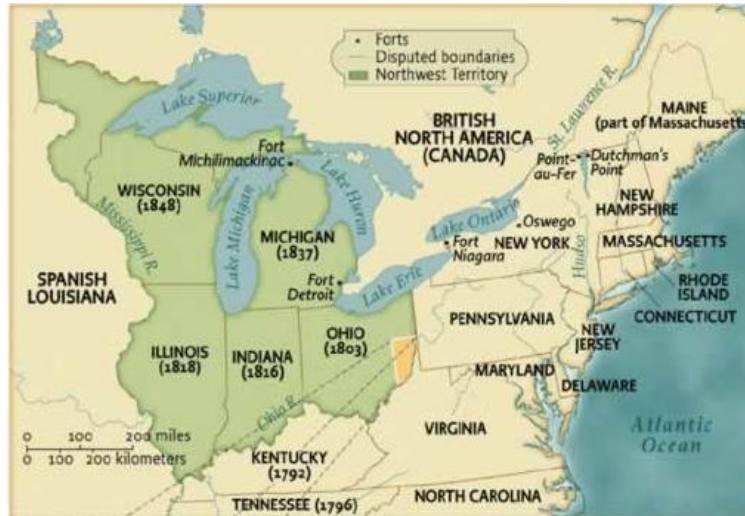 Forts
Disputed boundaries
Northwest Territory
Lake Superior
BRITISH
NORTH AMERICA
(CANADA)
St. Lawrence R.
MAINE
(part of Massachusetts)
Fort
Michilimackinac
Point-
au-Fer
Dutchman's
Point
WISCONSIN
(1848)
Lake Huron
Lake Michigan
Mississippi R.
MICHIGAN
(1837)
Lake Ontario
Oswego
NEW
HAMPSHIRE
Fort
Niagara
NEW YORK
Hudso
MASSACHUSETTS
SPANISH
LOUISIANA
Fort
Detroit
Lake Erie
RHODE
ISLAND
CONNECTICUT
PENNSYLVANIA
NEW
JERSEY
ILLINOIS
(1818)
INDIANA
(1816)
OHIO
(1803)
MARYLAND
DELAWARE
Ohio R.
VIRGINIA
Atlantic
Ocean
0 100 200 miles
0 100 200 kilometers
KENTUCKY
(1792)
TENNESSEE (1796)
NORTH CAROLINA